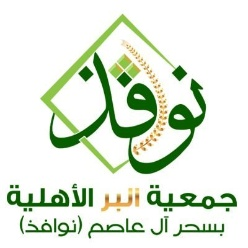 نوافذ
جمعية البر الأهلية
بسحر آل عاصم (نوافذ)